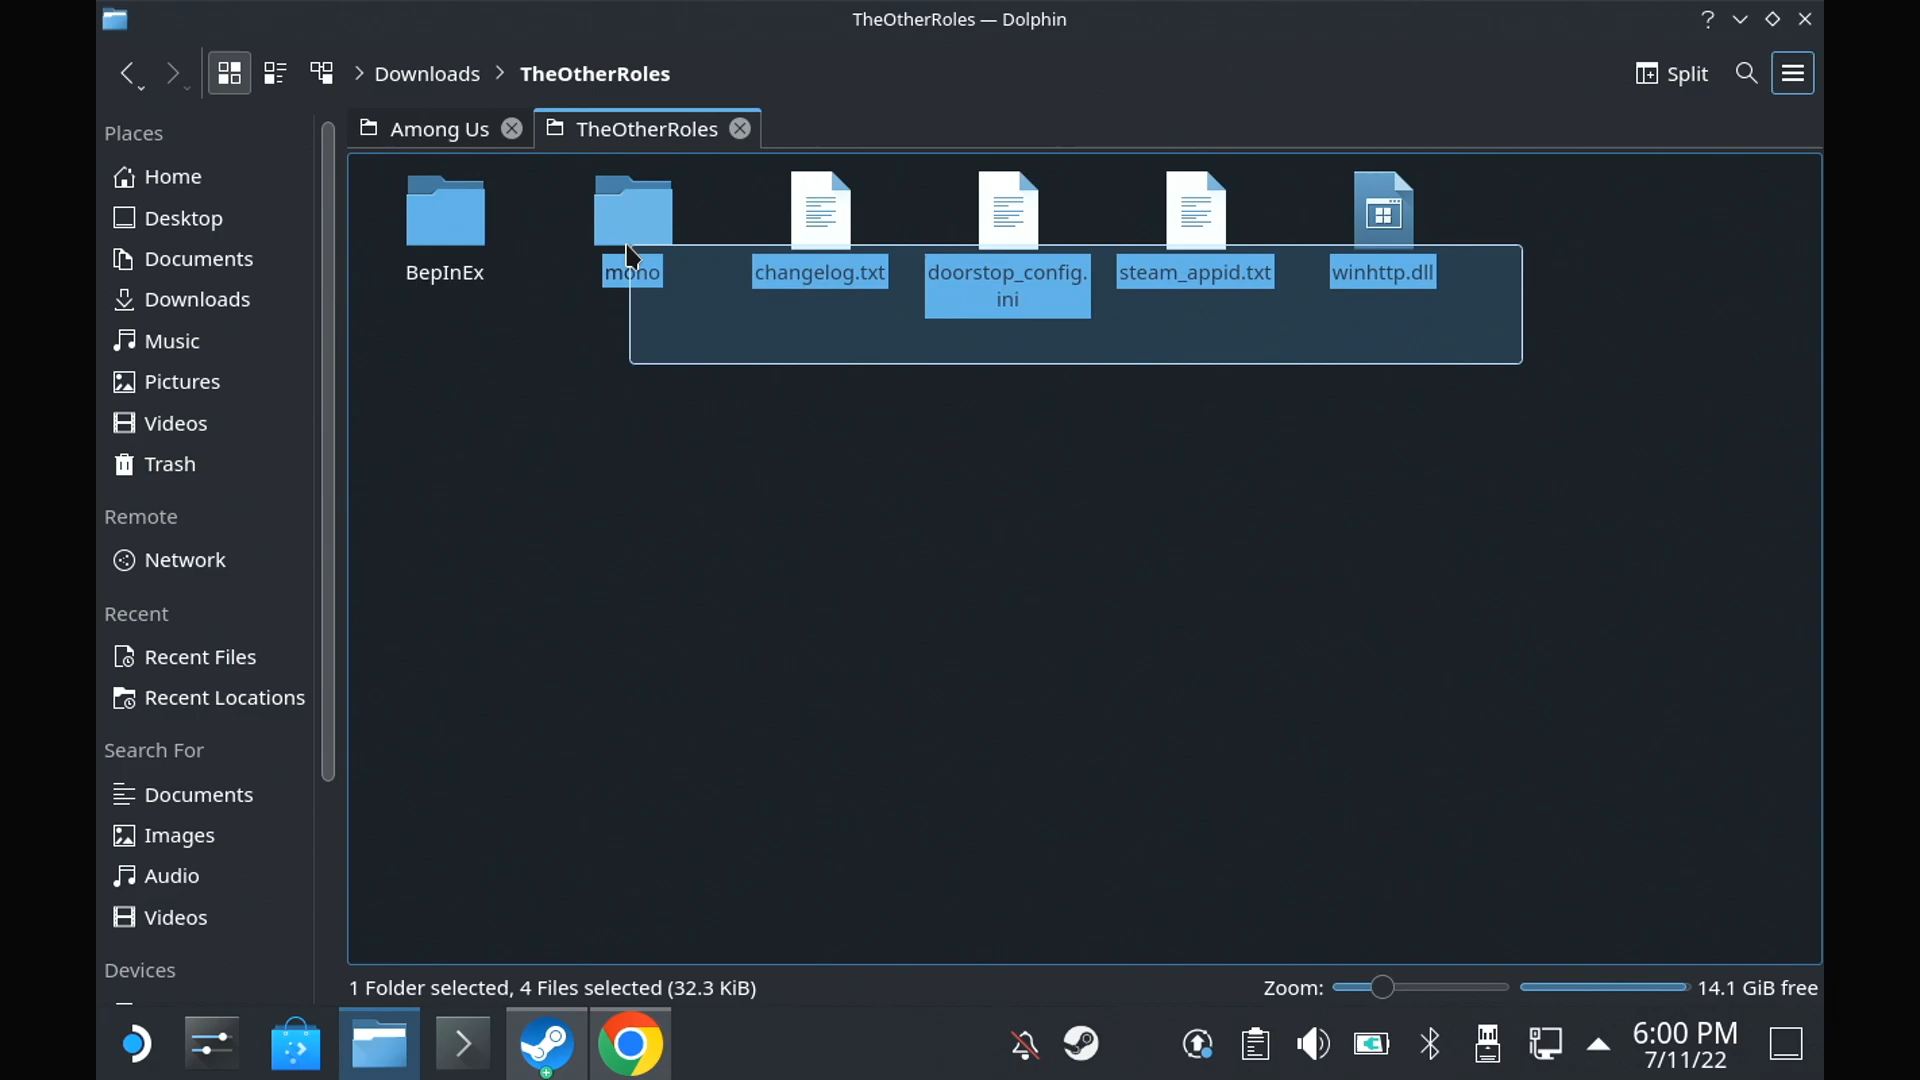 TheOtherRoles — Dolphin
Downloads
TheOtherRoles
Split
Among Us
TheOtherRoles
Places
Home
Desktop
Documents
Downloads
Music
Pictures
Videos
Trash
Remote
Network
Recent
Recent Files
Recent Locations
Search For
Documents
Images
Audio
Videos
Devices
BepInEx
mono
changelog.txt
doorstop_config.
ini
steam_appid.txt
winhttp.dll
1 Folder selected, 4 Files selected (32.3 KiB)
Zoom:
14.1 GiB free
6:00 PM
7/11/22